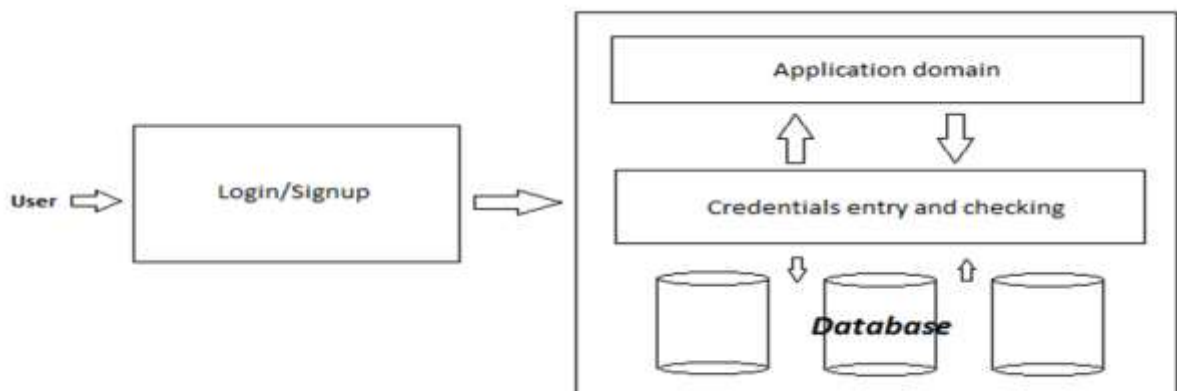 Application domain
User
Login/Signup
Credentials entry and checking
Database